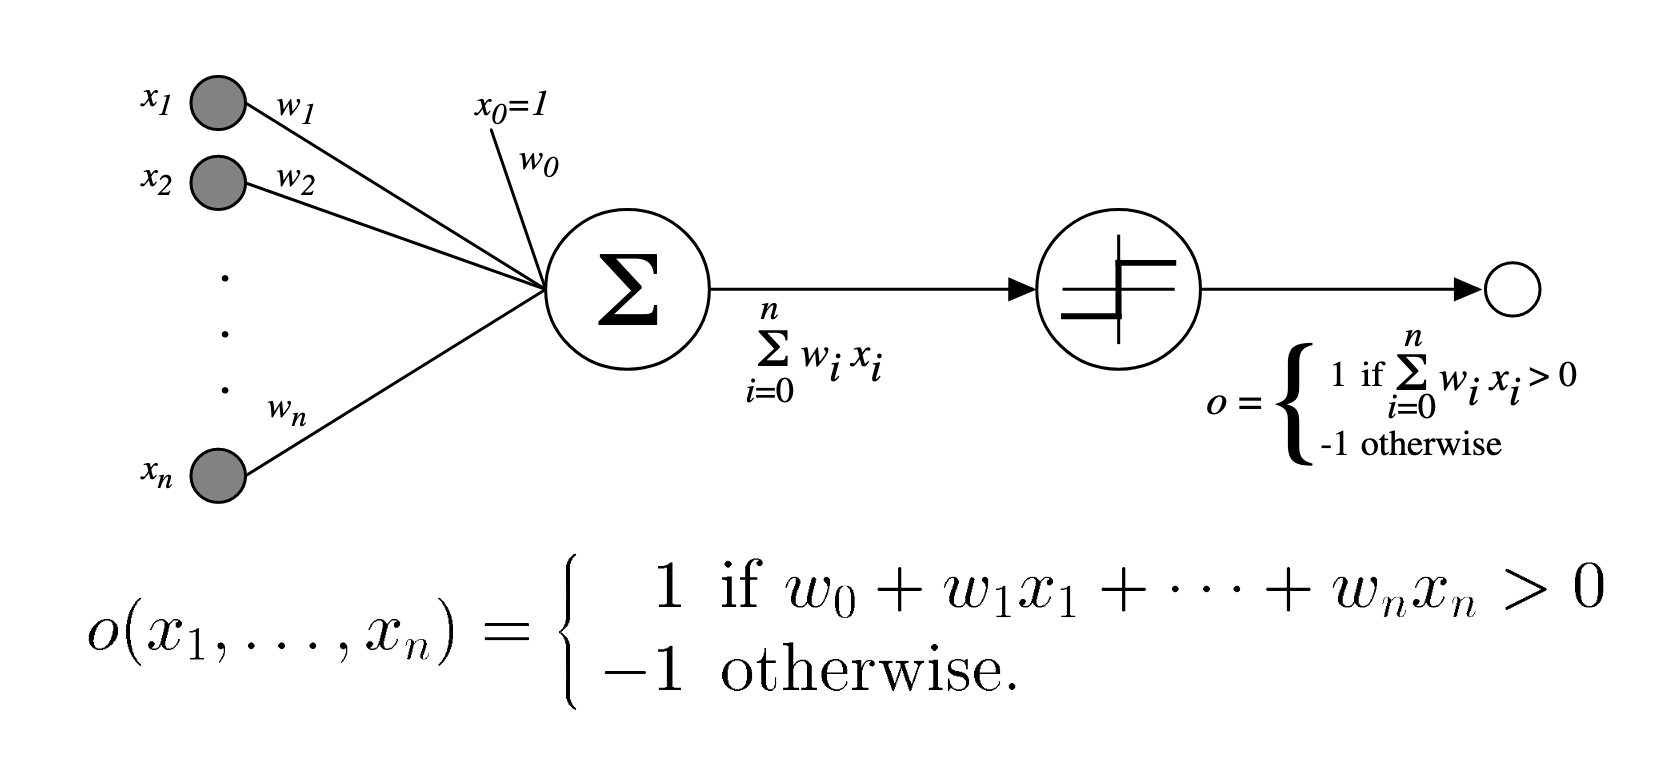 x₁ w₁ x₀=1
w₀
x₂ w₂
Σ
.
.
.
n
Σ wᵢ xᵢ
i=0
wₙ
xₙ
n
o = { 1 if Σ wᵢ xᵢ > 0
i=0
-1 otherwise
o(x₁, . . . , xₙ) = { 1 if w₀ + w₁x₁ + · · · + wₙxₙ > 0
−1 otherwise.